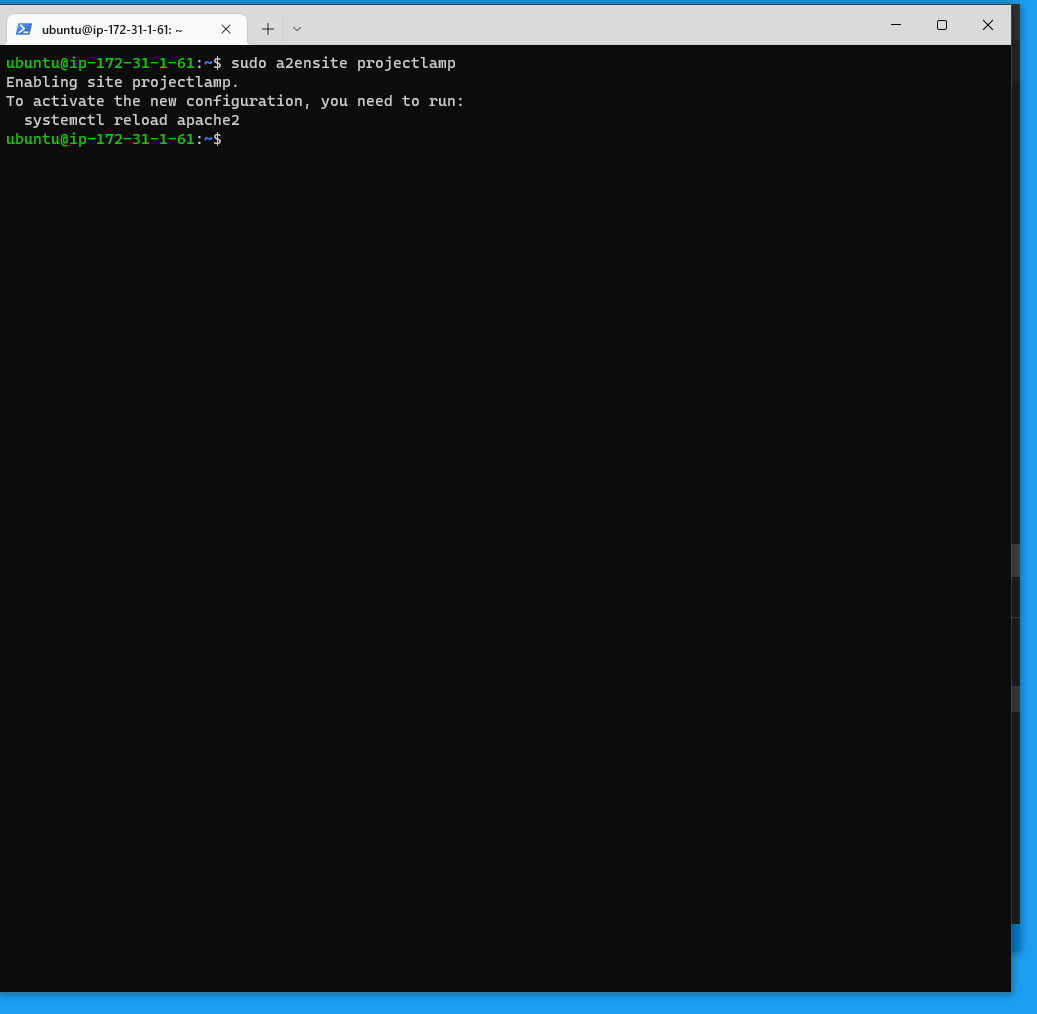 ubuntu@ip-172-31-1-61: ~
ubuntu@ip-172-31-1-61:~$ sudo a2ensite projectlamp
Enabling site projectlamp.
To activate the new configuration, you need to run:
  systemctl reload apache2
ubuntu@ip-172-31-1-61:~$